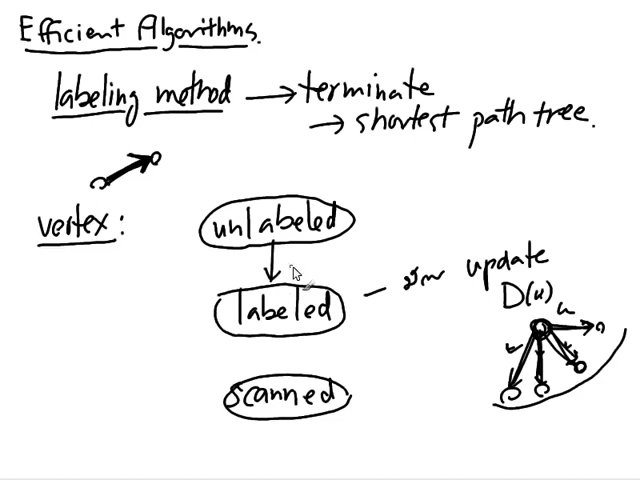 Efficient Algorithms.
labeling method → terminate
→ shortest path tree.
vertex:
unlabeled
labeled – update
D(u)
u
scanned